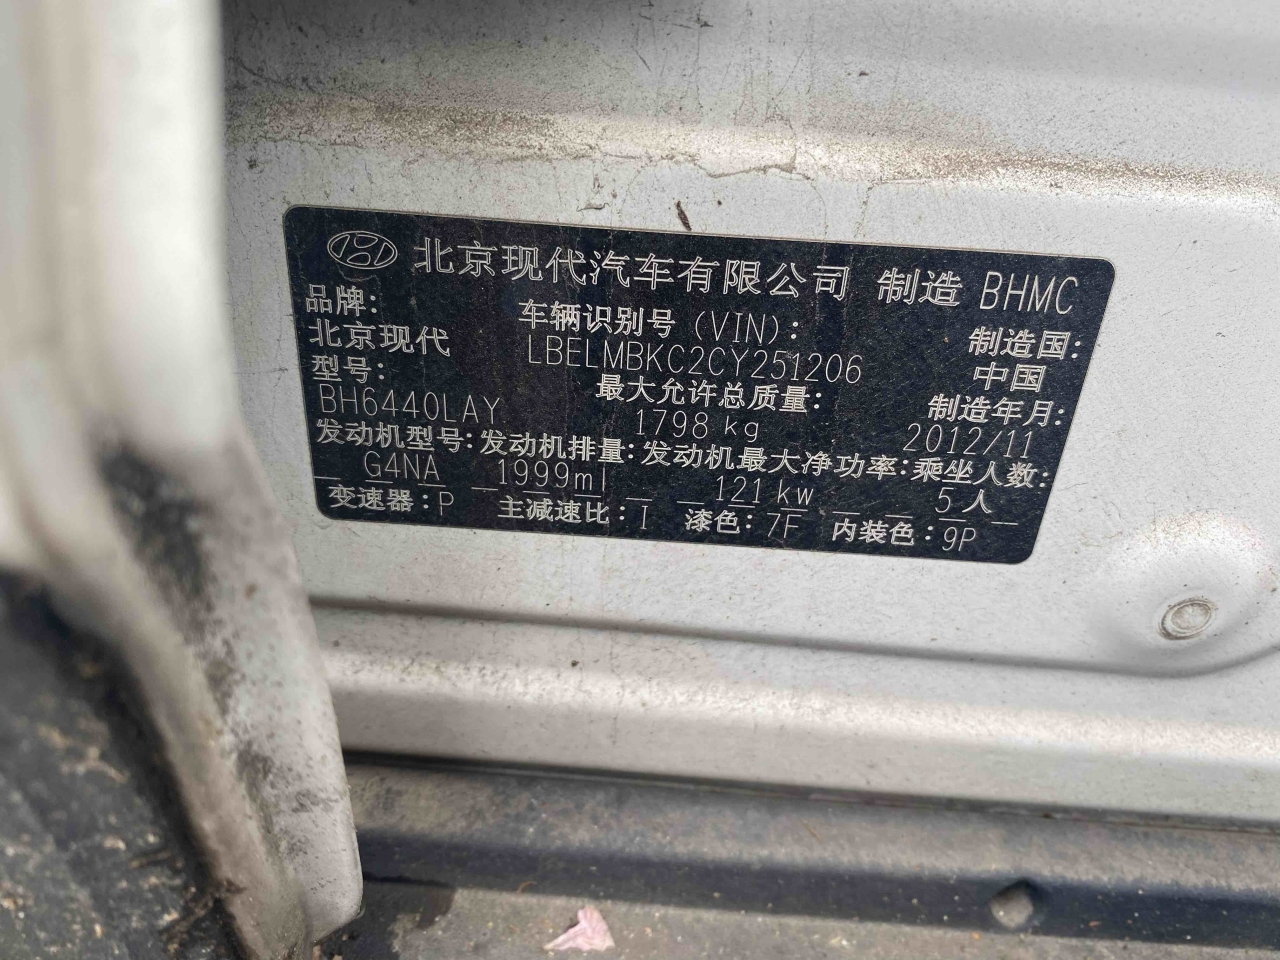 北京现代汽车有限公司 制造 BHMC
品牌: 车辆识别号 (VIN): 制造国:
北京现代 LBELMBKC2CY251206 中国
型号: 最大允许总质量: 制造年月:
BH6440LAY 1798 kg 2012/11
发动机型号: 发动机排量: 发动机最大净功率: 乘坐人数:
G4NA 1999ml 121 kw 5 人
变速器: P 主减速比: I 漆色: 7F 内装色: 9P